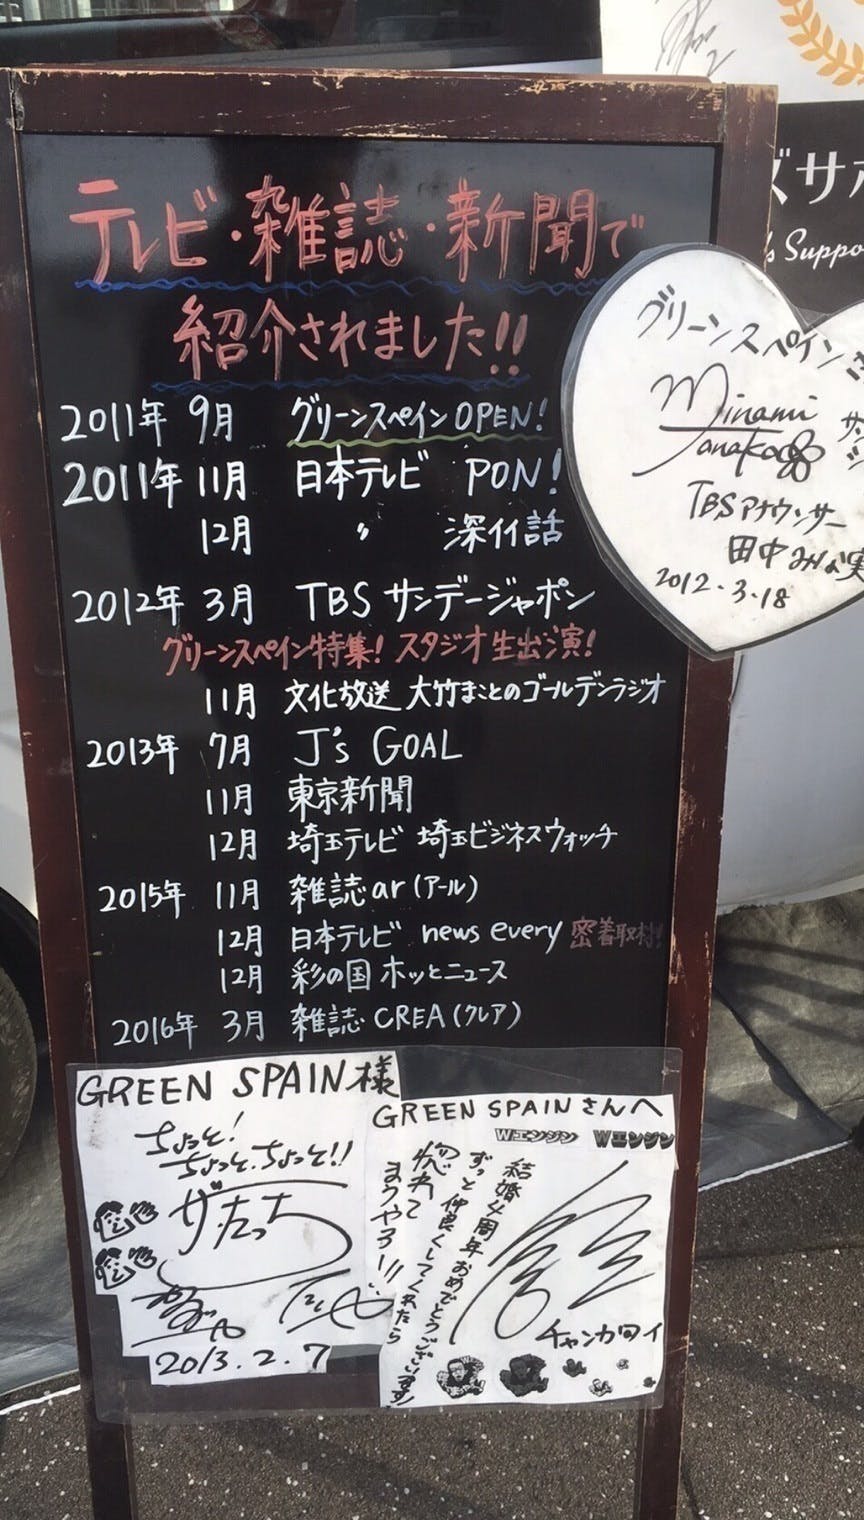 テレビ・雑誌・新聞で
紹介されました!!
2011年 9月 グリーンスペインOPEN!
2011年 11月 日本テレビ PON!
12月 〃 深イイ話
2012年 3月 TBS サンデージャポン
グリーンスペイン特集! スタジオ生出演!
11月 文化放送 大竹まことのゴールデンラジオ
2013年 7月 J's GOAL
11月 東京新聞
12月 埼玉テレビ 埼玉ビジネスウォッチ
2015年 11月 雑誌ar(アール)
12月 日本テレビ news every 密着取材!
12月 彩の国 ホッとニュース
2016年 3月 雑誌 CREA(クレア)
グリーンスペイン
Minami
Tanaka
TBSアナウンサー
田中みな実
2012.3.18
ズサポ
Suppo
GREEN SPAIN様
ちょっと!
ちょっと、ちょっと!!
ザ・たっち
2013.2.7
GREEN SPAINさんへ
Wエンジン Wエンジン
結婚4周年おめでとうございます!
ずっと仲良くしてくれたら
惚れて
まうやろー!!!
チャンカワイ